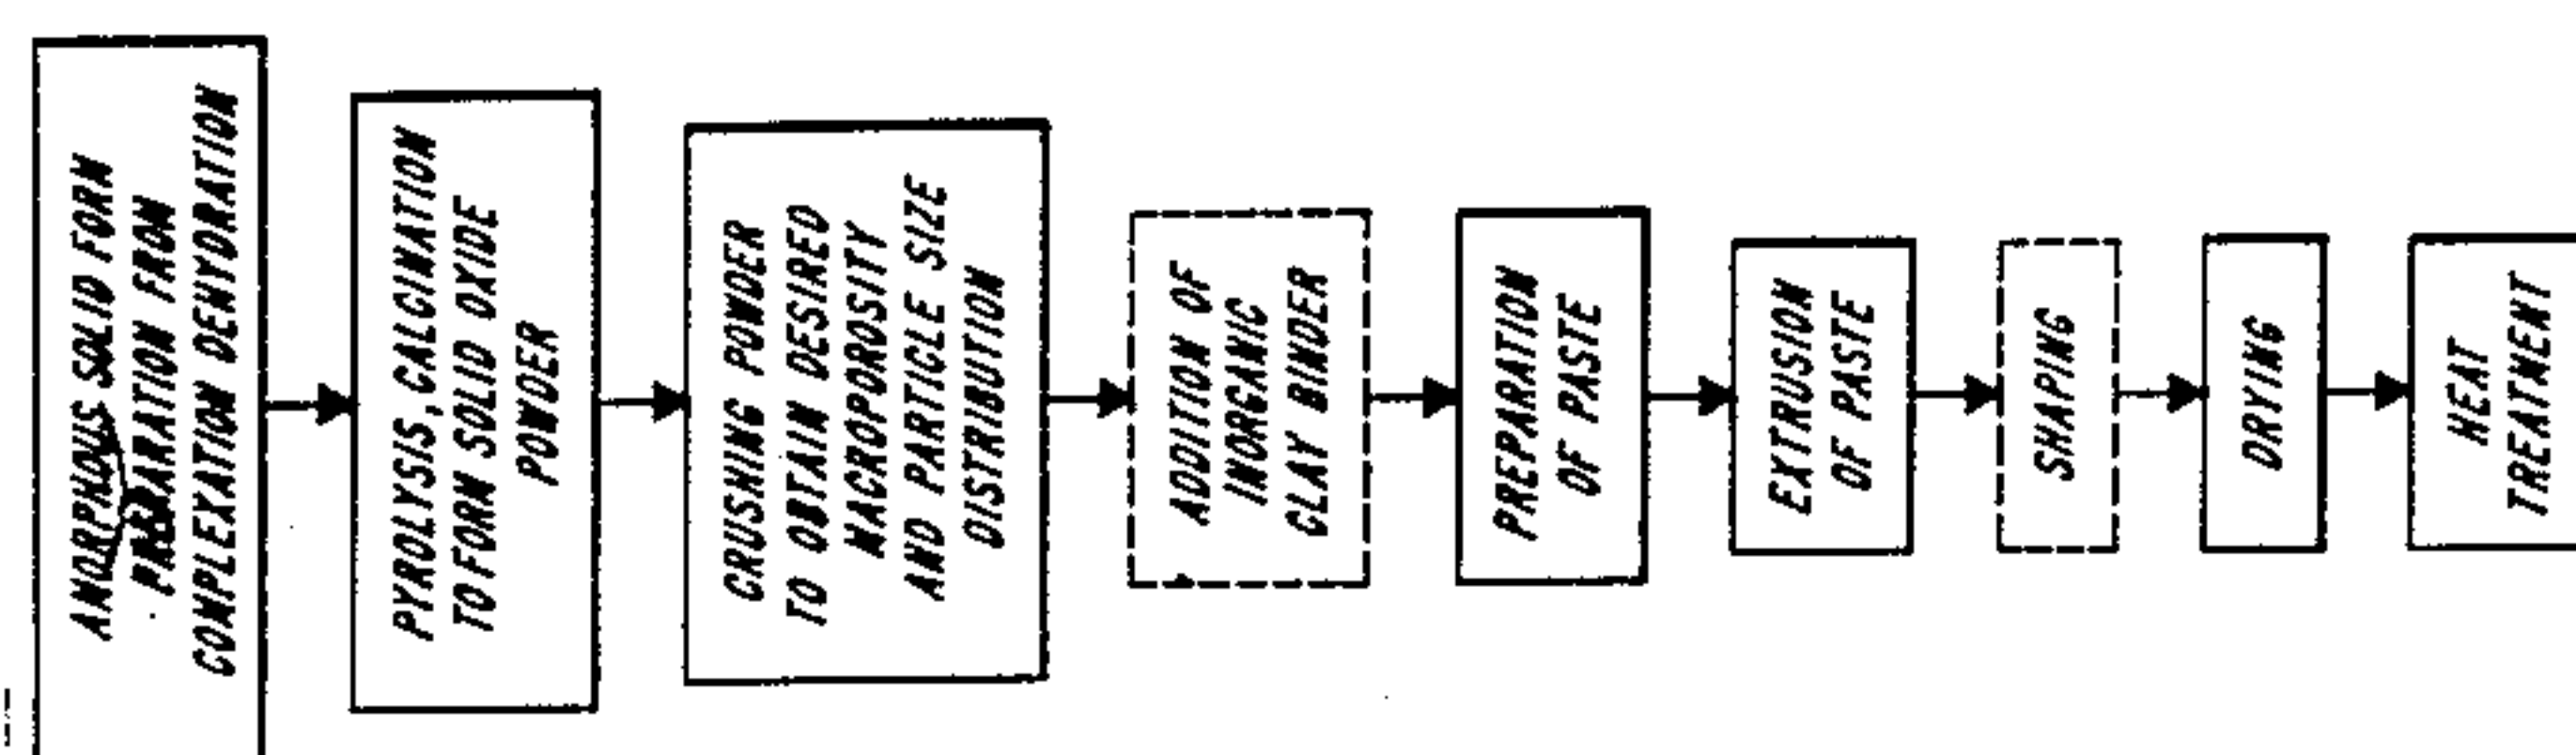 AMORPHOUS SOLID FORM
PREPARATION FROM
COMPLEXATION DEHYDRATION
PYROLYSIS, CALCINATION
TO FORM SOLID OXIDE
POWDER
CRUSHING POWDER
TO OBTAIN DESIRED
MACROPOROSITY
AND PARTICLE SIZE
DISTRIBUTION
ADDITION OF
INORGANIC
CLAY BINDER
PREPARATION
OF PASTE
EXTRUSION
OF PASTE
SHAPING
DRYING
HEAT
TREATMENT